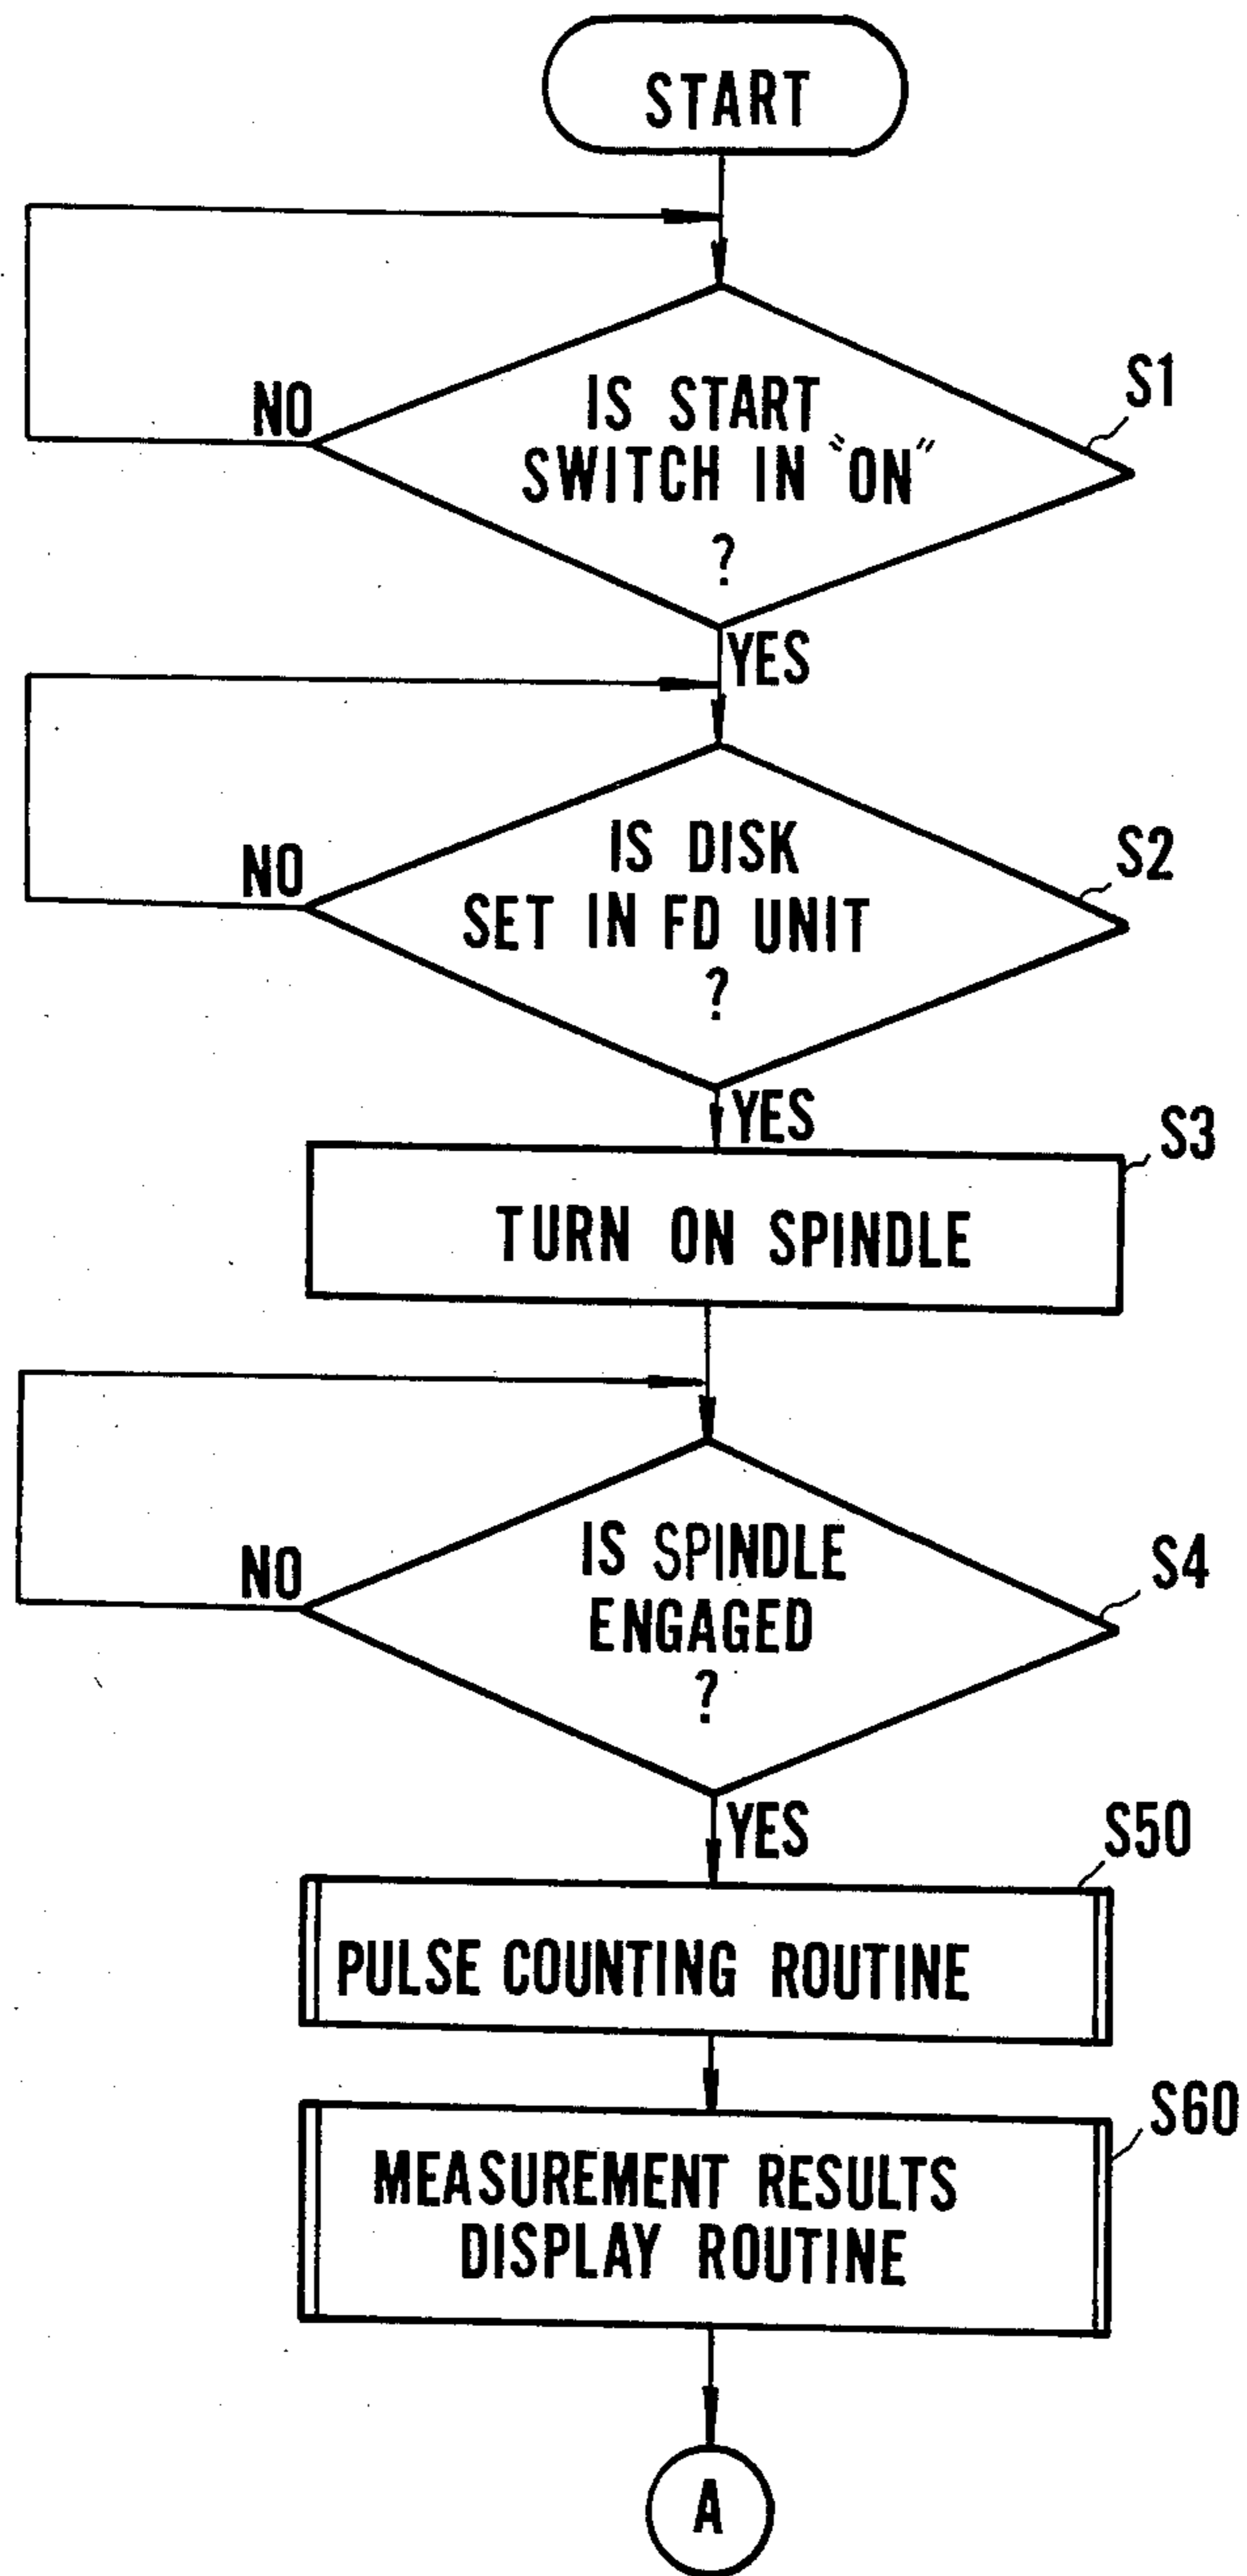 START
IS START
SWITCH IN "ON"
?
S1
NO
YES
IS DISK
SET IN FD UNIT
?
S2
NO
YES
TURN ON SPINDLE
S3
IS SPINDLE
ENGAGED
?
S4
NO
YES
PULSE COUNTING ROUTINE
S50
MEASUREMENT RESULTS
DISPLAY ROUTINE
S60
A